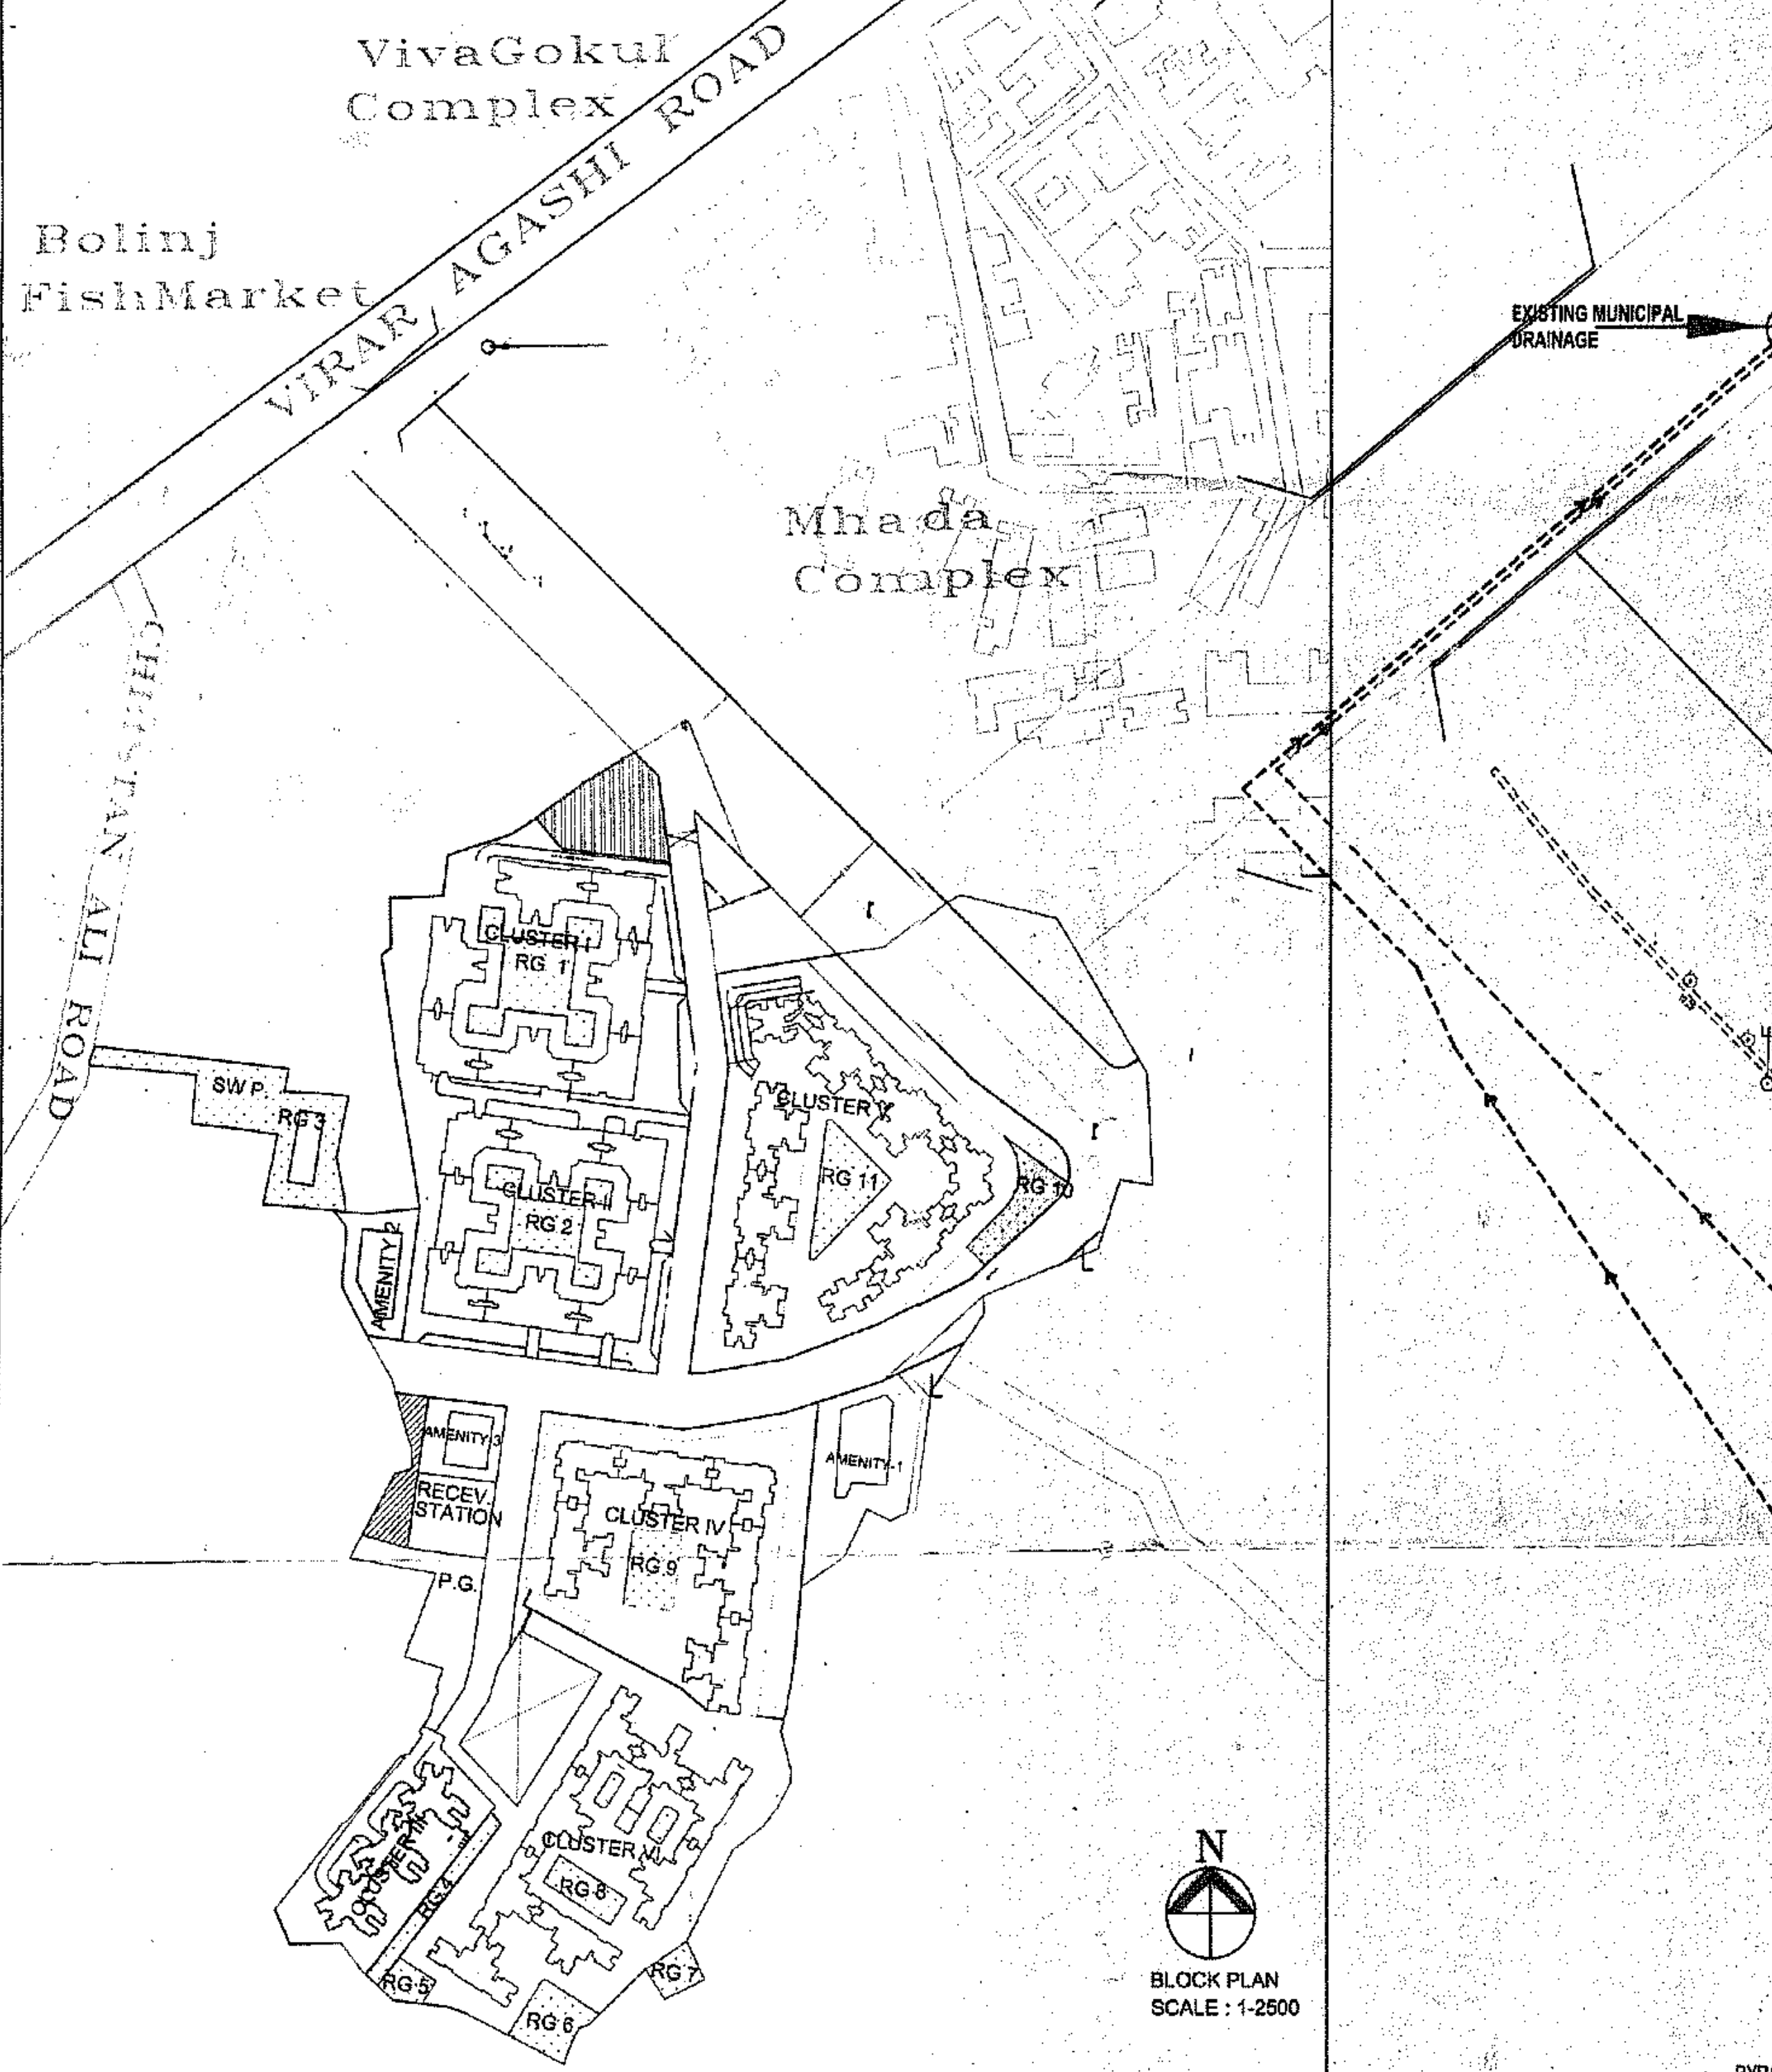 VivaGokul
Complex
Bolinj
FishMarket
VIRAR AGASHI ROAD
EXISTING MUNICIPAL
DRAINAGE
Mhada
Complex
ALI ROAD
CLUSTER I
RG 1
SW P.
RG 3
CLUSTER V
RG 11
RG 10
CLUSTER II
RG 2
AMENITY 2
AMENITY-3
AMENITY-1
RECEV.
STATION
CLUSTER IV
RG.9
P.G.
CLUSTER VI
RG 8
RG 4
RG 5
RG 7
RG 6
N
BLOCK PLAN
SCALE : 1-2500